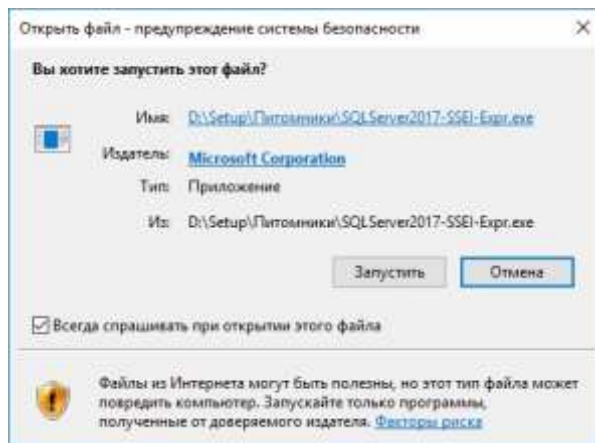 Открыть файл - предупреждение системы безопасности
Вы хотите запустить этот файл?
Имя: D:\Setup\Питомники\SQLServer2017-SSEI-Expr.exe
Издатель: Microsoft Corporation
Тип: Приложение
Из: D:\Setup\Питомники\SQLServer2017-SSEI-Expr.exe
Запустить Отмена
Всегда спрашивать при открытии этого файла
Файлы из Интернета могут быть полезны, но этот тип файла может
повредить компьютер. Запускайте только программы,
полученные от доверяемого издателя. Факторы риска